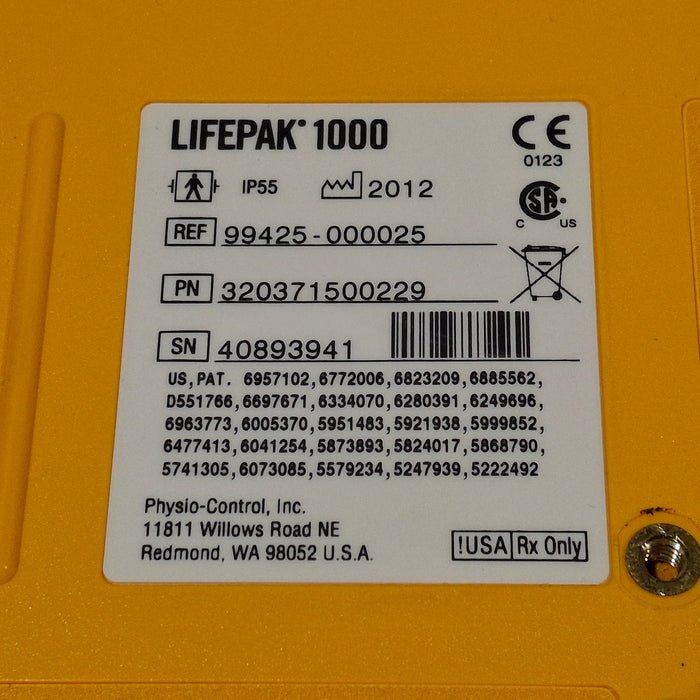 LIFEPAK® 1000
CE
0123
IP55
2012
CSA
C US
REF 99425-000025
PN 320371500229
SN 40893941
US,PAT. 6957102,6772006,6823209,6885562,
D551766,6697671,6334070,6280391,6249696,
6963773,6005370,5951483,5921938,5999852,
6477413,6041254,5873893,5824017,5868790,
5741305,6073085,5579234,5247939,5222492
Physio-Control, Inc.
11811 Willows Road NE
Redmond, WA 98052 U.S.A.
!USA Rx Only